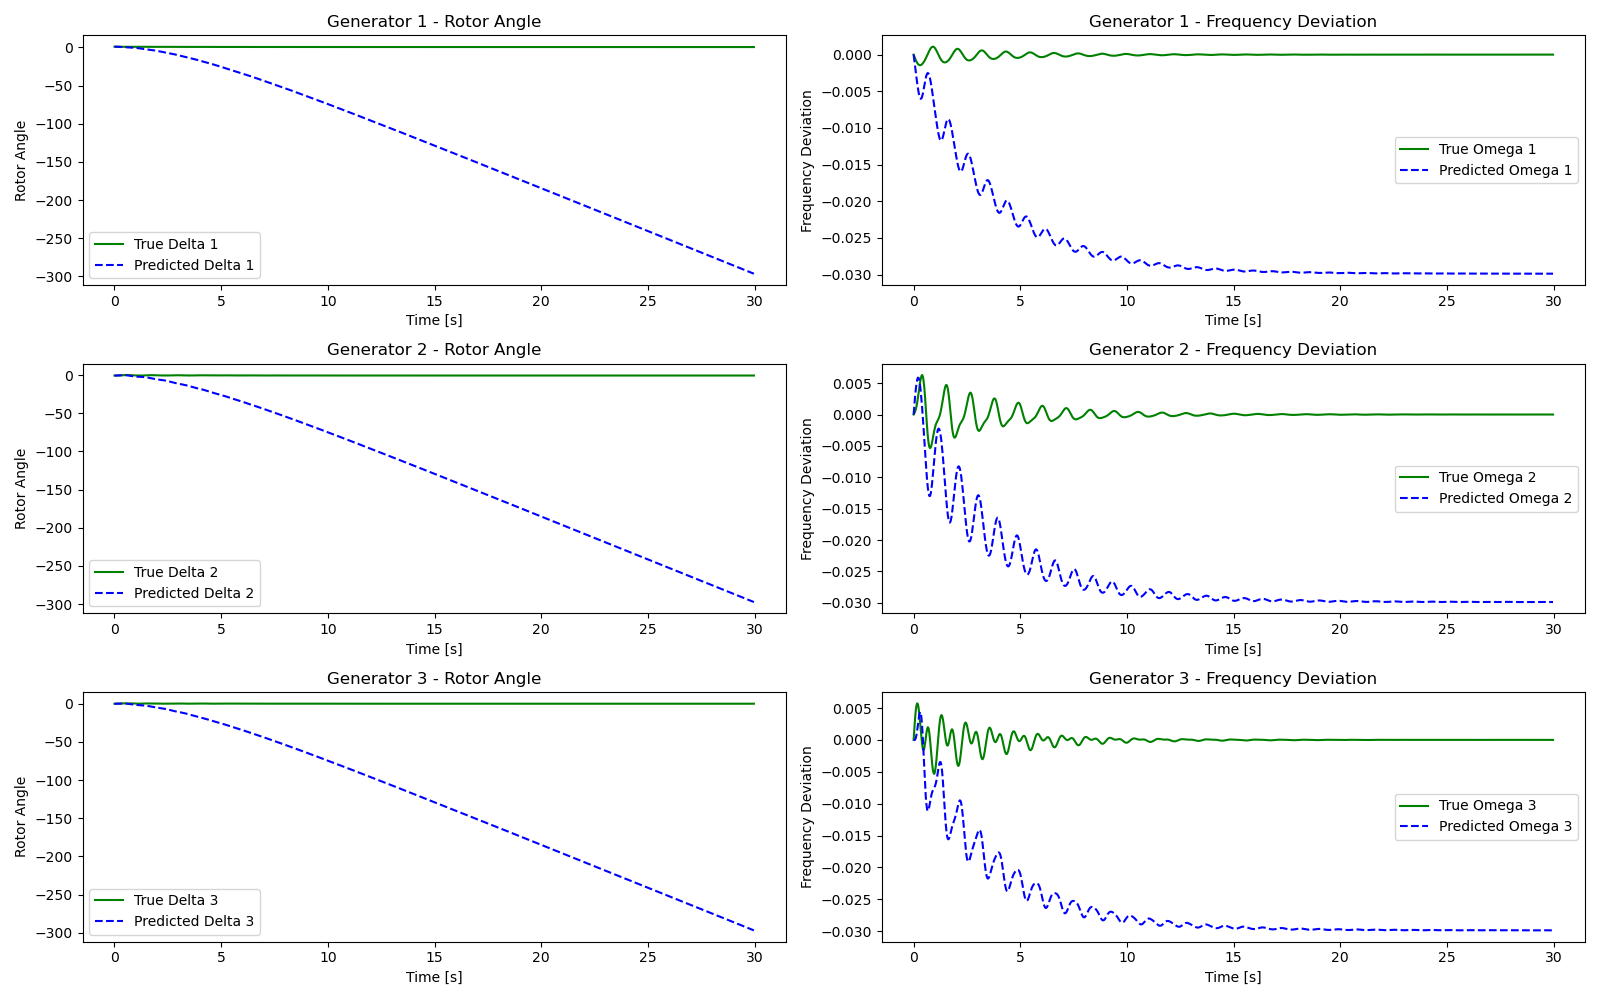 Generator 1 - Rotor Angle
Rotor Angle
0
−50
−100
−150
−200
−250
−300
True Delta 1
Predicted Delta 1
0 5 10 15 20 25 30
Time [s]
Generator 1 - Frequency Deviation
Frequency Deviation
0.000
−0.005
−0.010
−0.015
−0.020
−0.025
−0.030
True Omega 1
Predicted Omega 1
0 5 10 15 20 25 30
Time [s]
Generator 2 - Rotor Angle
Rotor Angle
0
−50
−100
−150
−200
−250
−300
True Delta 2
Predicted Delta 2
0 5 10 15 20 25 30
Time [s]
Generator 2 - Frequency Deviation
Frequency Deviation
0.005
0.000
−0.005
−0.010
−0.015
−0.020
−0.025
−0.030
True Omega 2
Predicted Omega 2
0 5 10 15 20 25 30
Time [s]
Generator 3 - Rotor Angle
Rotor Angle
0
−50
−100
−150
−200
−250
−300
True Delta 3
Predicted Delta 3
0 5 10 15 20 25 30
Time [s]
Generator 3 - Frequency Deviation
Frequency Deviation
0.005
0.000
−0.005
−0.010
−0.015
−0.020
−0.025
−0.030
True Omega 3
Predicted Omega 3
0 5 10 15 20 25 30
Time [s]